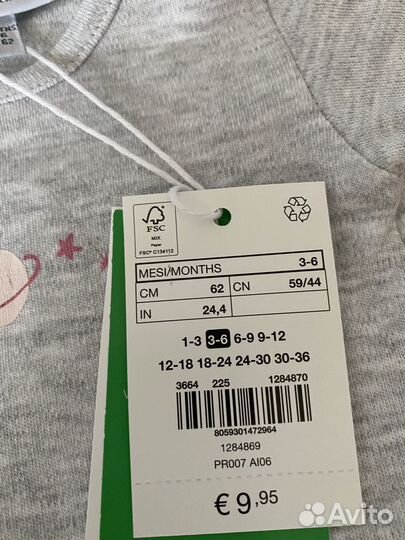 6
62
FSC
MIX
Paper
FSC® C134112
MESI/MONTHS 3-6
CM 62 CN 59/44
IN 24,4
1-3 3-6 6-9 9-12
12-18 18-24 24-30 30-36
3664 225 1284870
8059301472964
1284869
PR007 AI06
€ 9,95
Avito